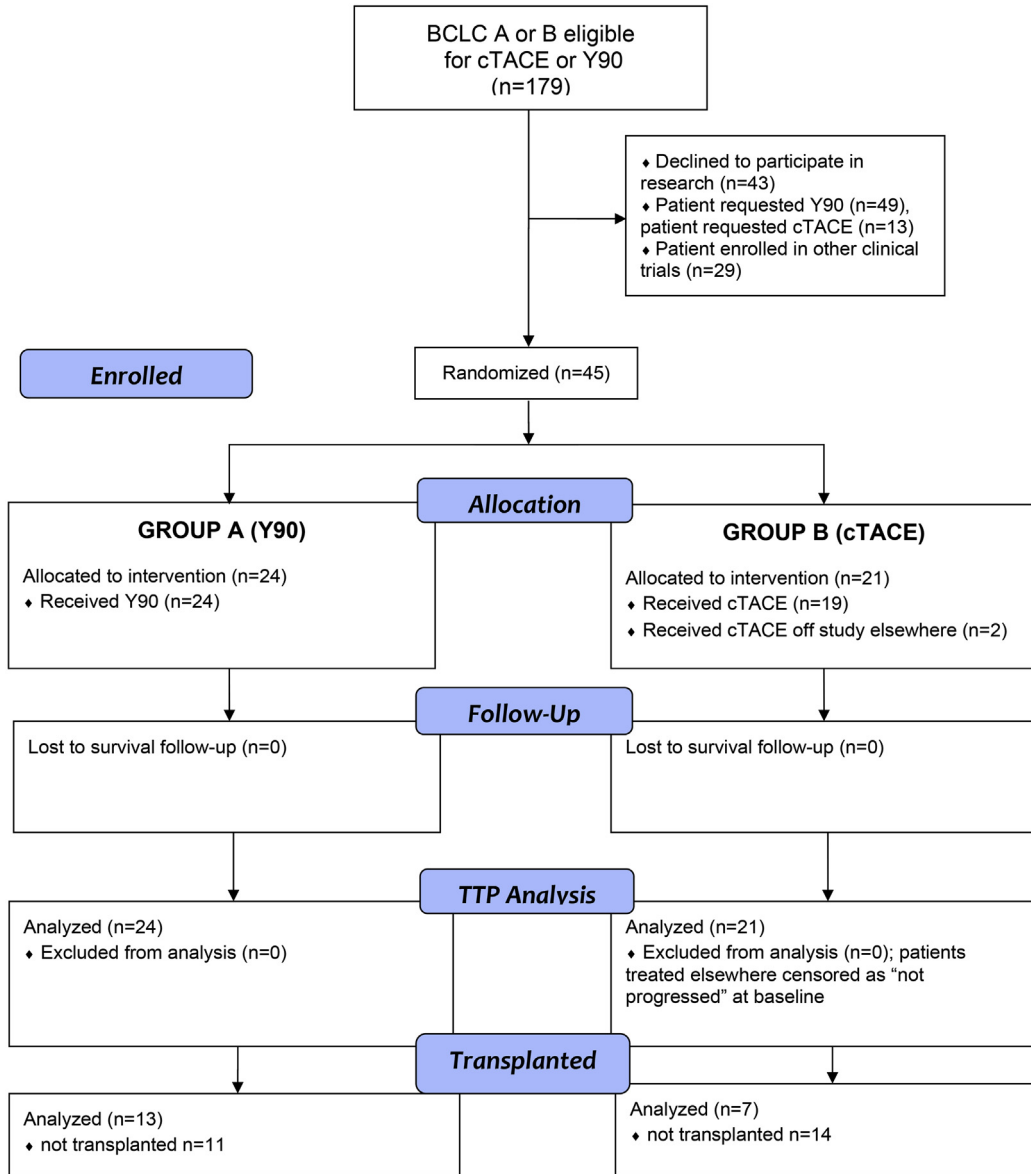 BCLC A or B eligible
for cTACE or Y90
(n=179)
♦ Declined to participate in
research (n=43)
♦ Patient requested Y90 (n=49),
patient requested cTACE (n=13)
♦ Patient enrolled in other clinical
trials (n=29)
Enrolled
Randomized (n=45)
Allocation
GROUP A (Y90)
Allocated to intervention (n=24)
♦ Received Y90 (n=24)
GROUP B (cTACE)
Allocated to intervention (n=21)
♦ Received cTACE (n=19)
♦ Received cTACE off study elsewhere (n=2)
Follow-Up
Lost to survival follow-up (n=0)
Lost to survival follow-up (n=0)
TTP Analysis
Analyzed (n=24)
♦ Excluded from analysis (n=0)
Analyzed (n=21)
♦ Excluded from analysis (n=0); patients
treated elsewhere censored as “not
progressed” at baseline
Transplanted
Analyzed (n=13)
♦ not transplanted n=11
Analyzed (n=7)
♦ not transplanted n=14